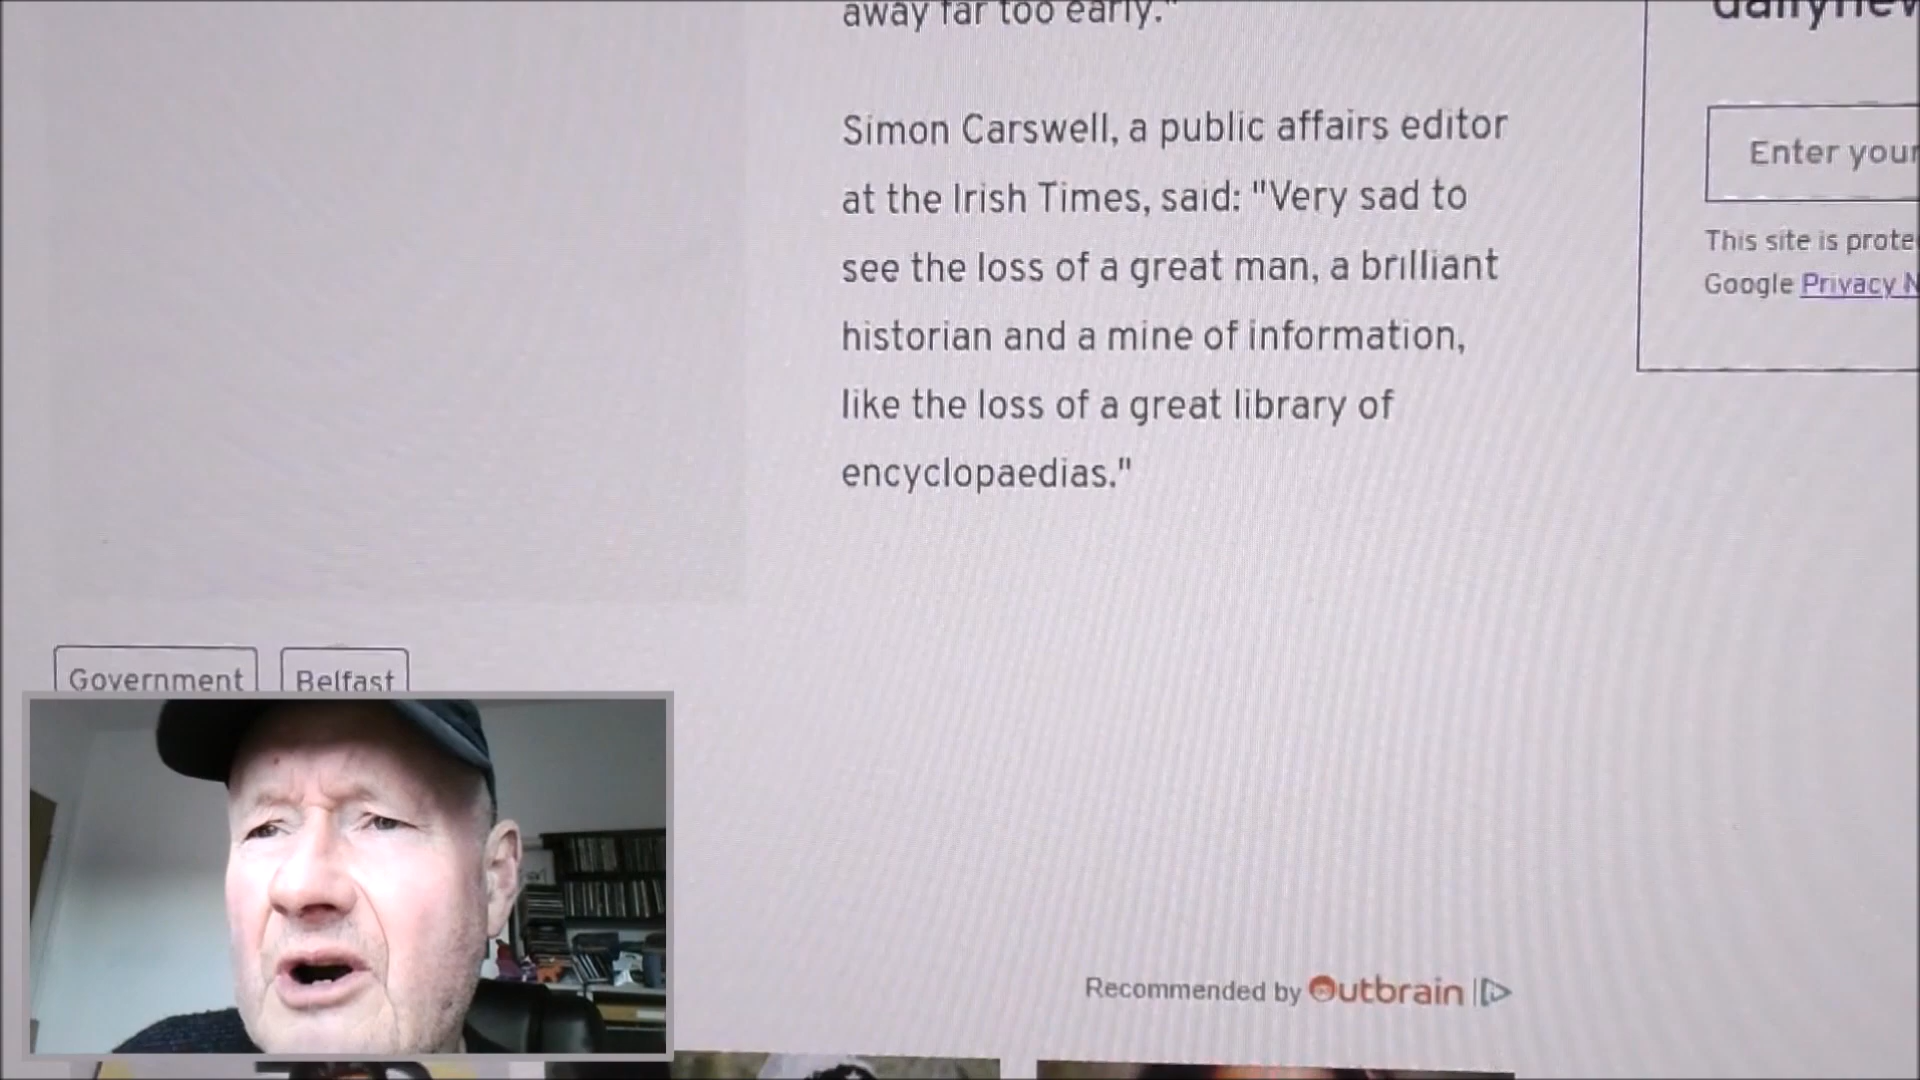 away far too early."
Simon Carswell, a public affairs editor
at the Irish Times, said: "Very sad to
see the loss of a great man, a brilliant
historian and a mine of information,
like the loss of a great library of
encyclopaedias."
Enter your
This site is
Google Privacy
Government
Belfast
Recommended by Outbrain